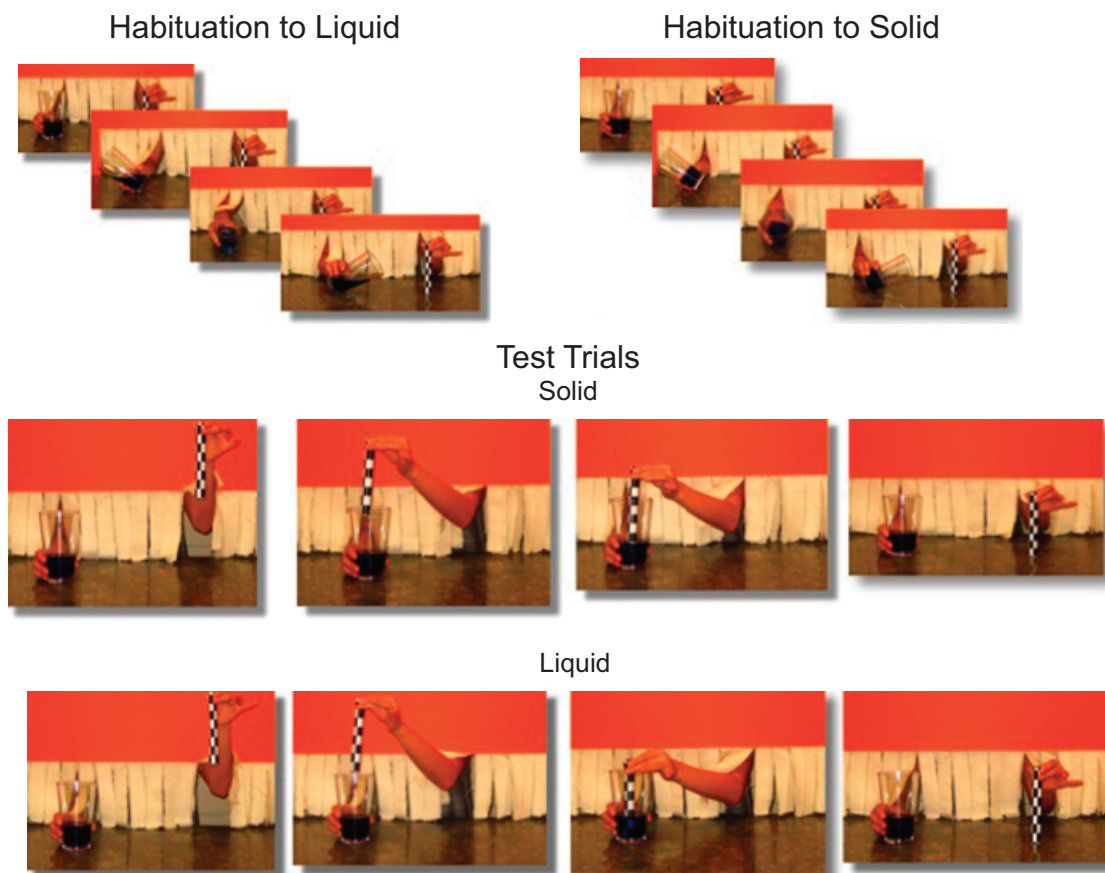 Habituation to Liquid
Habituation to Solid
Test Trials
Solid
Liquid